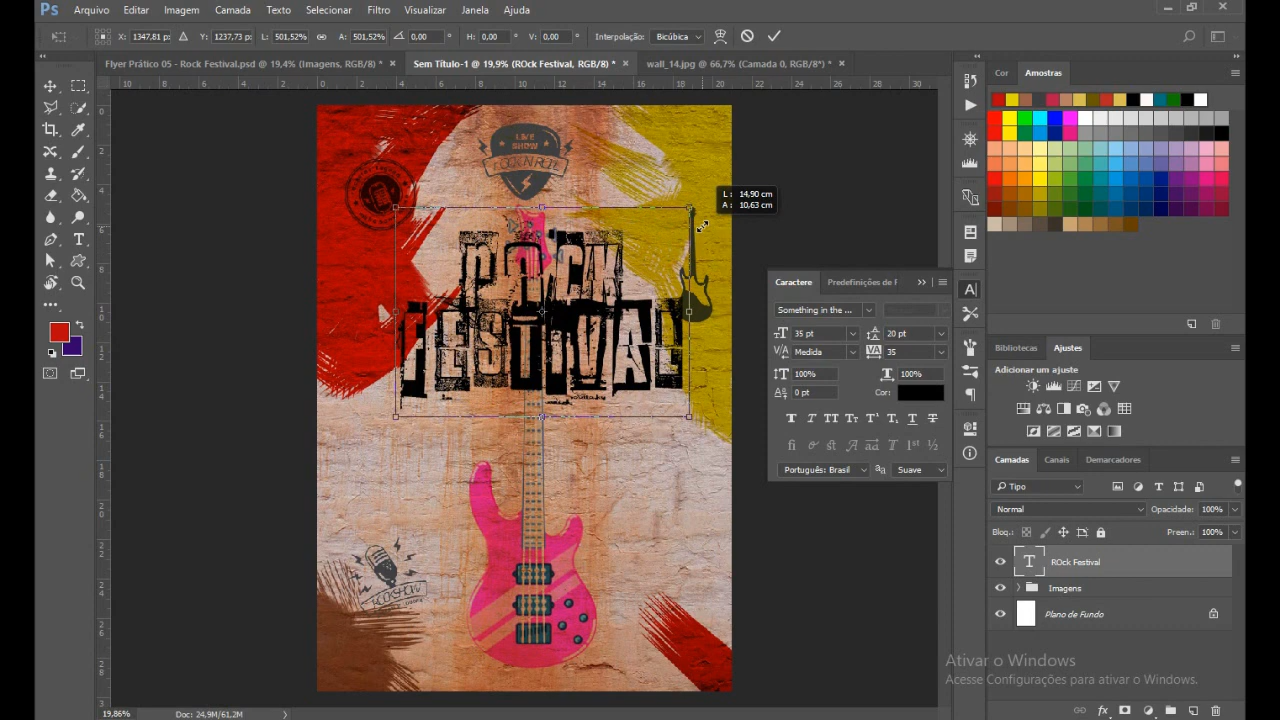 Ps Arquivo Editar Imagem Camada Texto Selecionar Filtro Visualizar Janela Ajuda
X: 1347,81 p Y: 1237,73 p L: 501,52% A: 501,52% 0,00 ° H: 0,00 ° V: 0,00 ° Interpolação: Bicúbica
Flyer Prático 05 - Rock Festival.psd @ 19,4% (Imagens, RGB/8) * × Sem Título-1 @ 19,9% (ROck Festival, RGB/8) * × wall_14.jpg @ 66,7% (Camada 0, RGB/8*) * ×
Cor Amostras
LIVE
SHOW
ROCK'N'ROLL
L: 14,90 cm
A: 10,63 cm
ROCK
FESTIVAL
Caractere Predefinições de F
Something in the ...
35 pt 20 pt
Medida 35
100% 100%
0 pt Cor:
Português: Brasil Suave
Bibliotecas Ajustes
Adicionar um ajuste
Camadas Canais Demarcadores
Tipo
Normal Opacidade: 100%
Bloq.: Preen.: 100%
ROck Festival
Imagens
Plano de Fundo
Ativar o Windows
Acesse Configurações para ativar o Windows.
19,86% Doc: 24,9M/61,2M